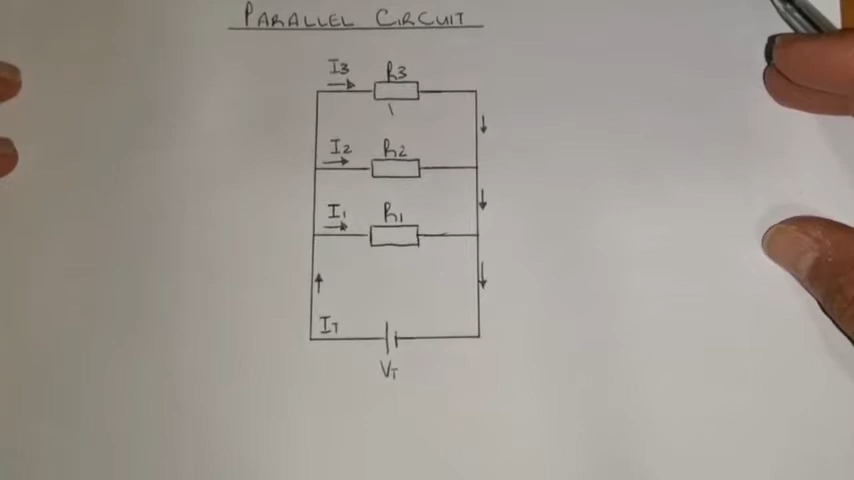 PARALLEL CIRCUIT
I3 R3
I2 R2
I1 R1
IT
VT